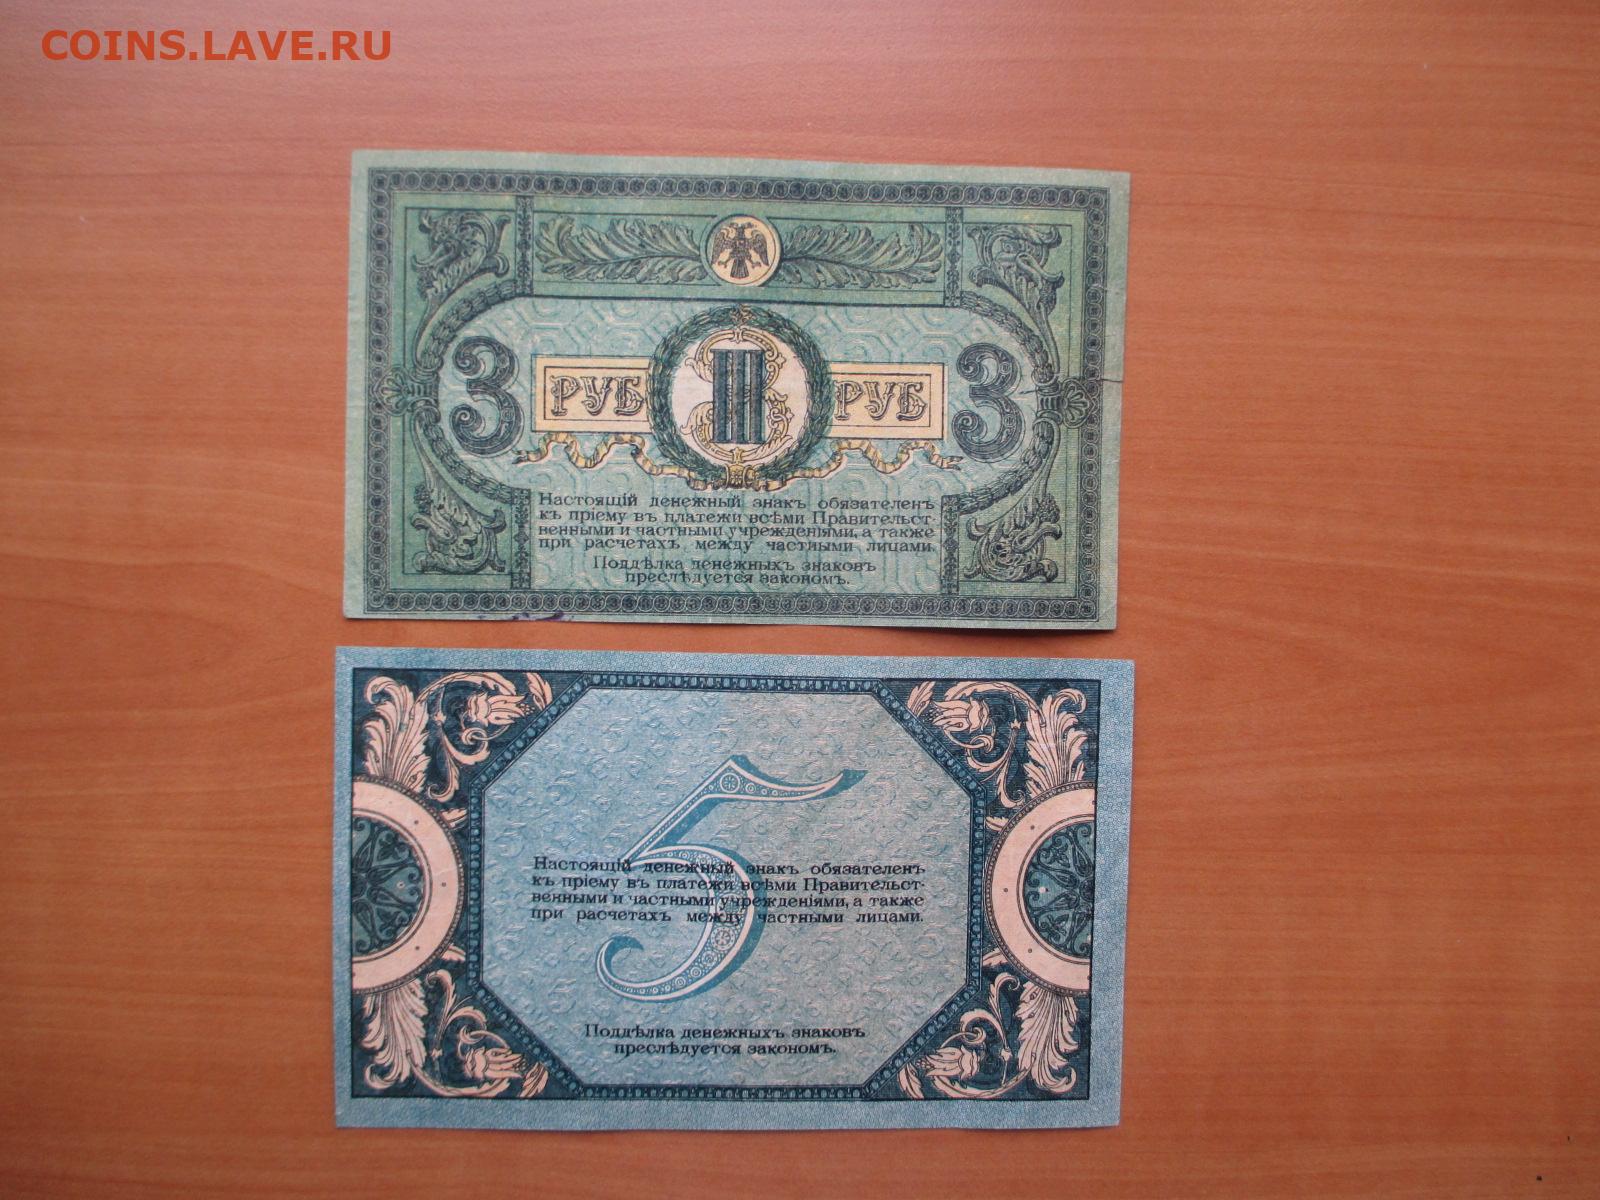 COINS.LAVE.RU
3 РУБ III РУБ 3
Настоящій денежный знакъ обязателенъ
къ пріему въ платежи всѣми Правительст-
венными и частными учрежденіями, а также
при расчетахъ между частными лицами.
Поддѣлка денежныхъ знаковъ
преслѣдуется закономъ.
5
Настоящій денежный знакъ обязателенъ
къ пріему въ платежи всѣми Правительст-
венными и частными учрежденіями, а также
при расчетахъ между частными лицами.
Поддѣлка денежныхъ знаковъ
преслѣдуется закономъ.